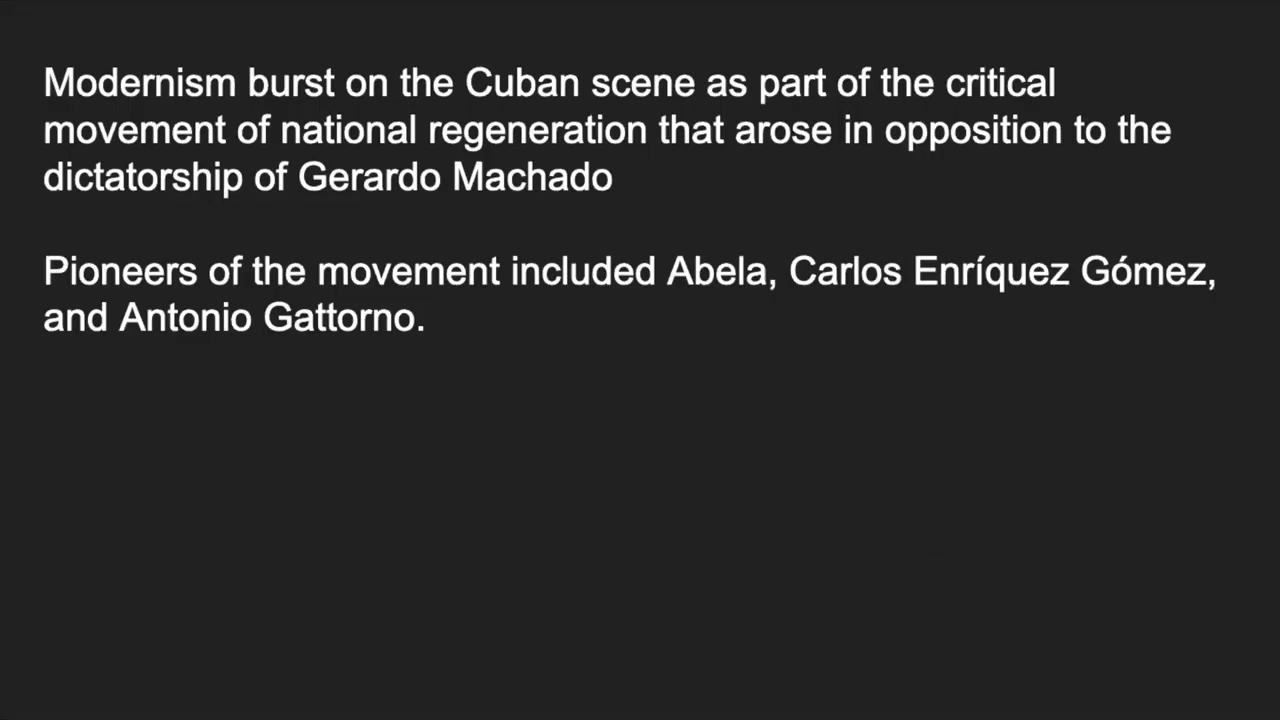 Modernism burst on the Cuban scene as part of the critical
movement of national regeneration that arose in opposition to the
dictatorship of Gerardo Machado
Pioneers of the movement included Abela, Carlos Enríquez Gómez,
and Antonio Gattorno.